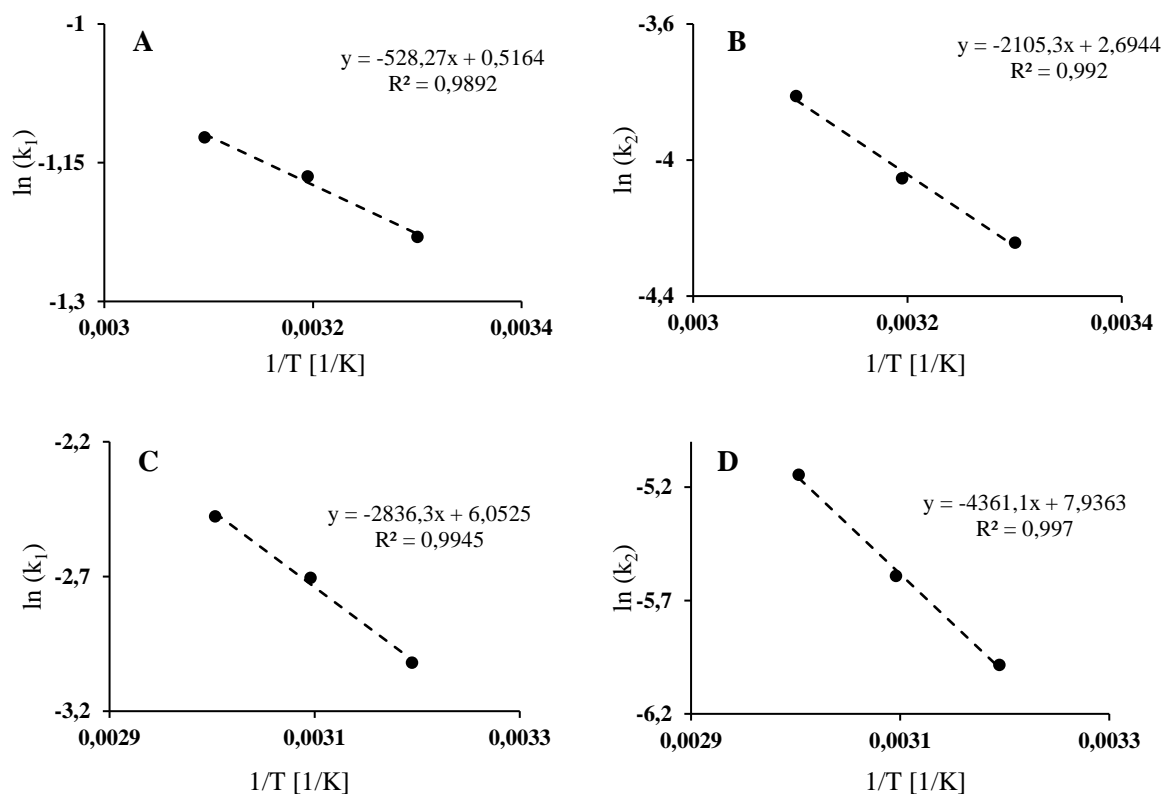 -1
A
y = -528,27x + 0,5164
R² = 0,9892
ln (k₁)
-1,15
-1,3
0,003
0,0032
0,0034
1/T [1/K]
-3,6
B
y = -2105,3x + 2,6944
R² = 0,992
ln (k₂)
-4
-4,4
0,003
0,0032
0,0034
1/T [1/K]
-2,2
C
y = -2836,3x + 6,0525
R² = 0,9945
ln (k₁)
-2,7
-3,2
0,0029
0,0031
0,0033
1/T [1/K]
D
-5,2
y = -4361,1x + 7,9363
R² = 0,997
ln (k₂)
-5,7
-6,2
0,0029
0,0031
0,0033
1/T [1/K]